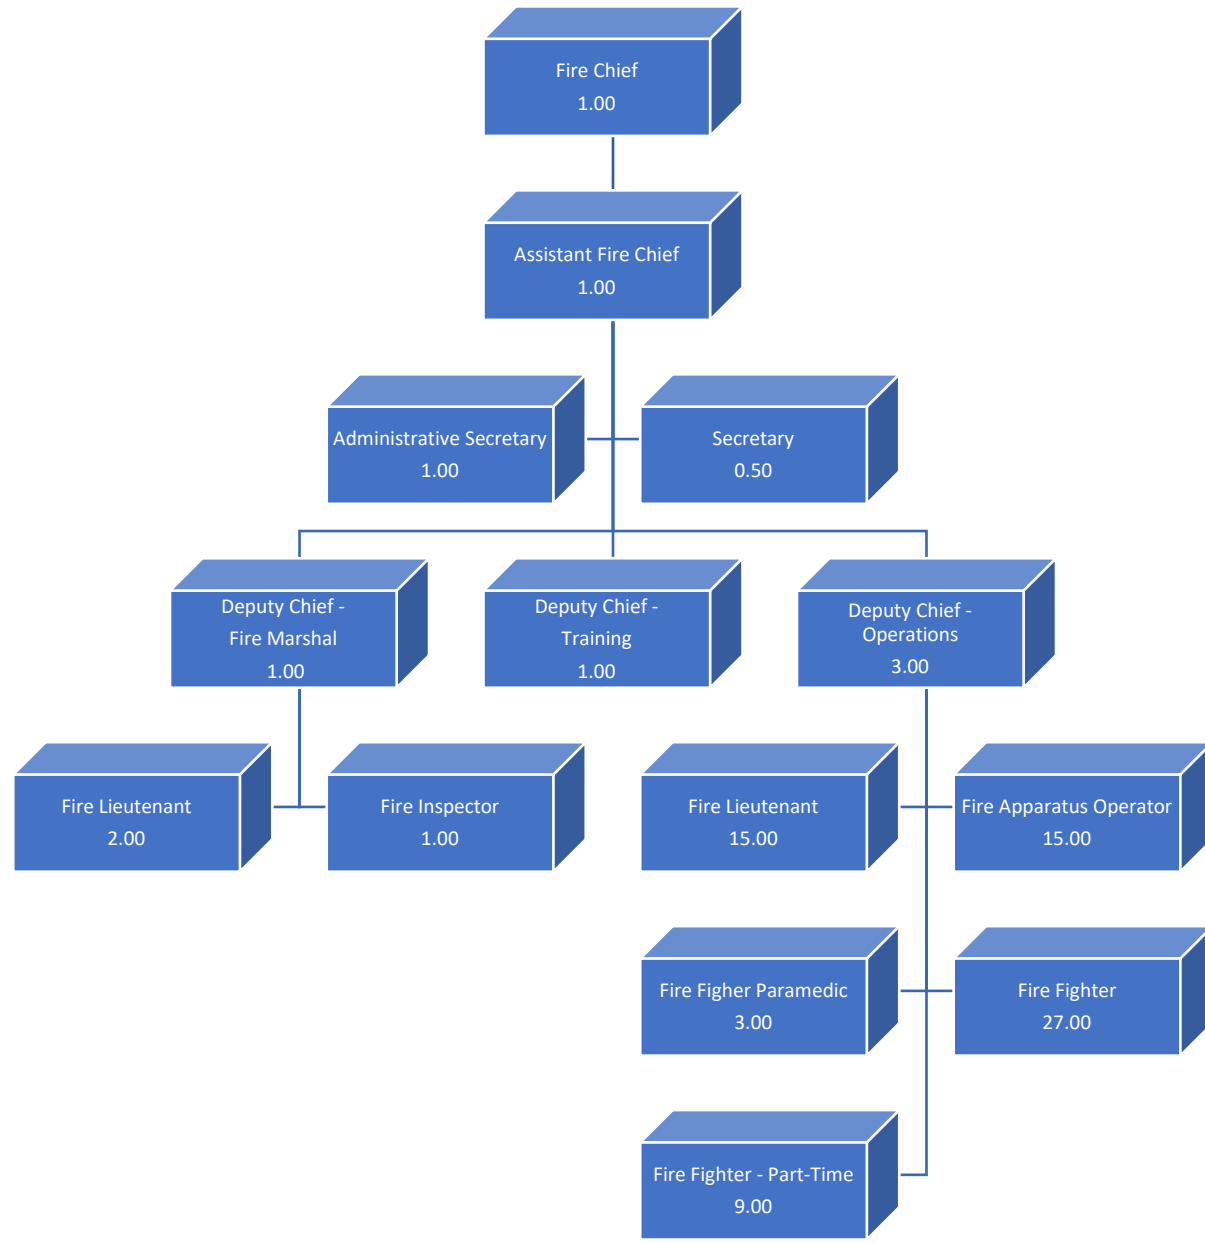 Fire Chief
1.00
Assistant Fire Chief
1.00
Administrative Secretary
1.00
Secretary
0.50
Deputy Chief -
Fire Marshal
1.00
Deputy Chief -
Training
1.00
Deputy Chief -
Operations
3.00
Fire Lieutenant
2.00
Fire Inspector
1.00
Fire Lieutenant
15.00
Fire Apparatus Operator
15.00
Fire Figher Paramedic
3.00
Fire Fighter
27.00
Fire Fighter - Part-Time
9.00